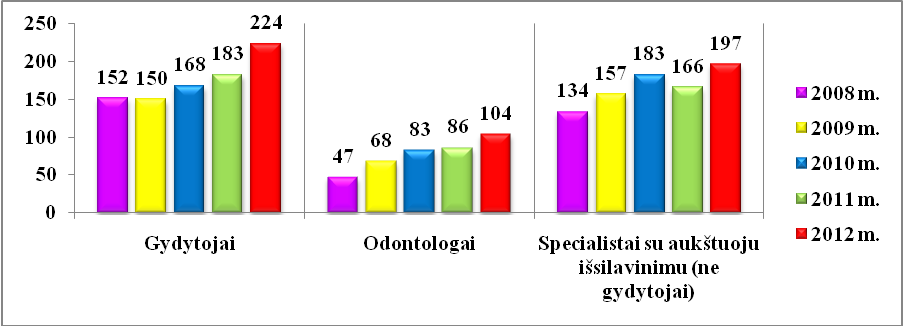 250
200
150
100
50
0
152 150 168 183 224
47 68 83 86 104
134 157 183 166 197
Gydytojai
Odontologai
Specialistai su aukštuoju
išsilavinimu (ne
gydytojai)
2008 m.
2009 m.
2010 m.
2011 m.
2012 m.